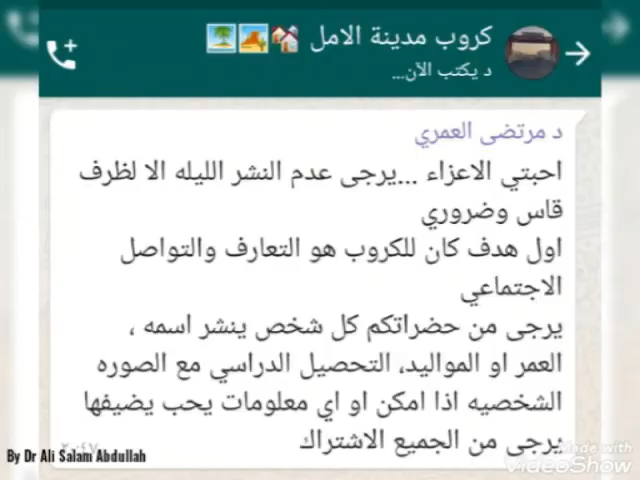 كروب مدينة الامل
د يكتب الآن...
د مرتضى العمري
احبتي الاعزاء ...يرجى عدم النشر الليله الا لظرف
قاس وضروري
اول هدف كان للكروب هو التعارف والتواصل
الاجتماعي
يرجى من حضراتكم كل شخص ينشر اسمه ،
العمر او المواليد، التحصيل الدراسي مع الصوره
الشخصيه اذا امكن او اي معلومات يحب يضيفها
يرجى من الجميع الاشتراك
٢٠:٤٧
By Dr Ali Salam Abdullah
Made with
VideoShow